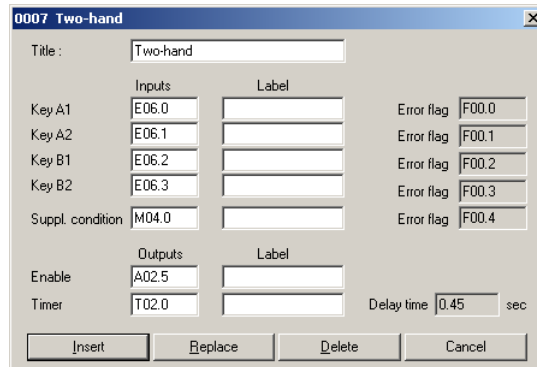 0007 Two-hand
Title : Two-hand
Inputs Label
Key A1 E06.0 Error flag F00.0
Key A2 E06.1 Error flag F00.1
Key B1 E06.2 Error flag F00.2
Key B2 E06.3 Error flag F00.3
Suppl. condition M04.0 Error flag F00.4
Outputs Label
Enable A02.5
Timer T02.0 Delay time 0.45 sec
Insert Replace Delete Cancel